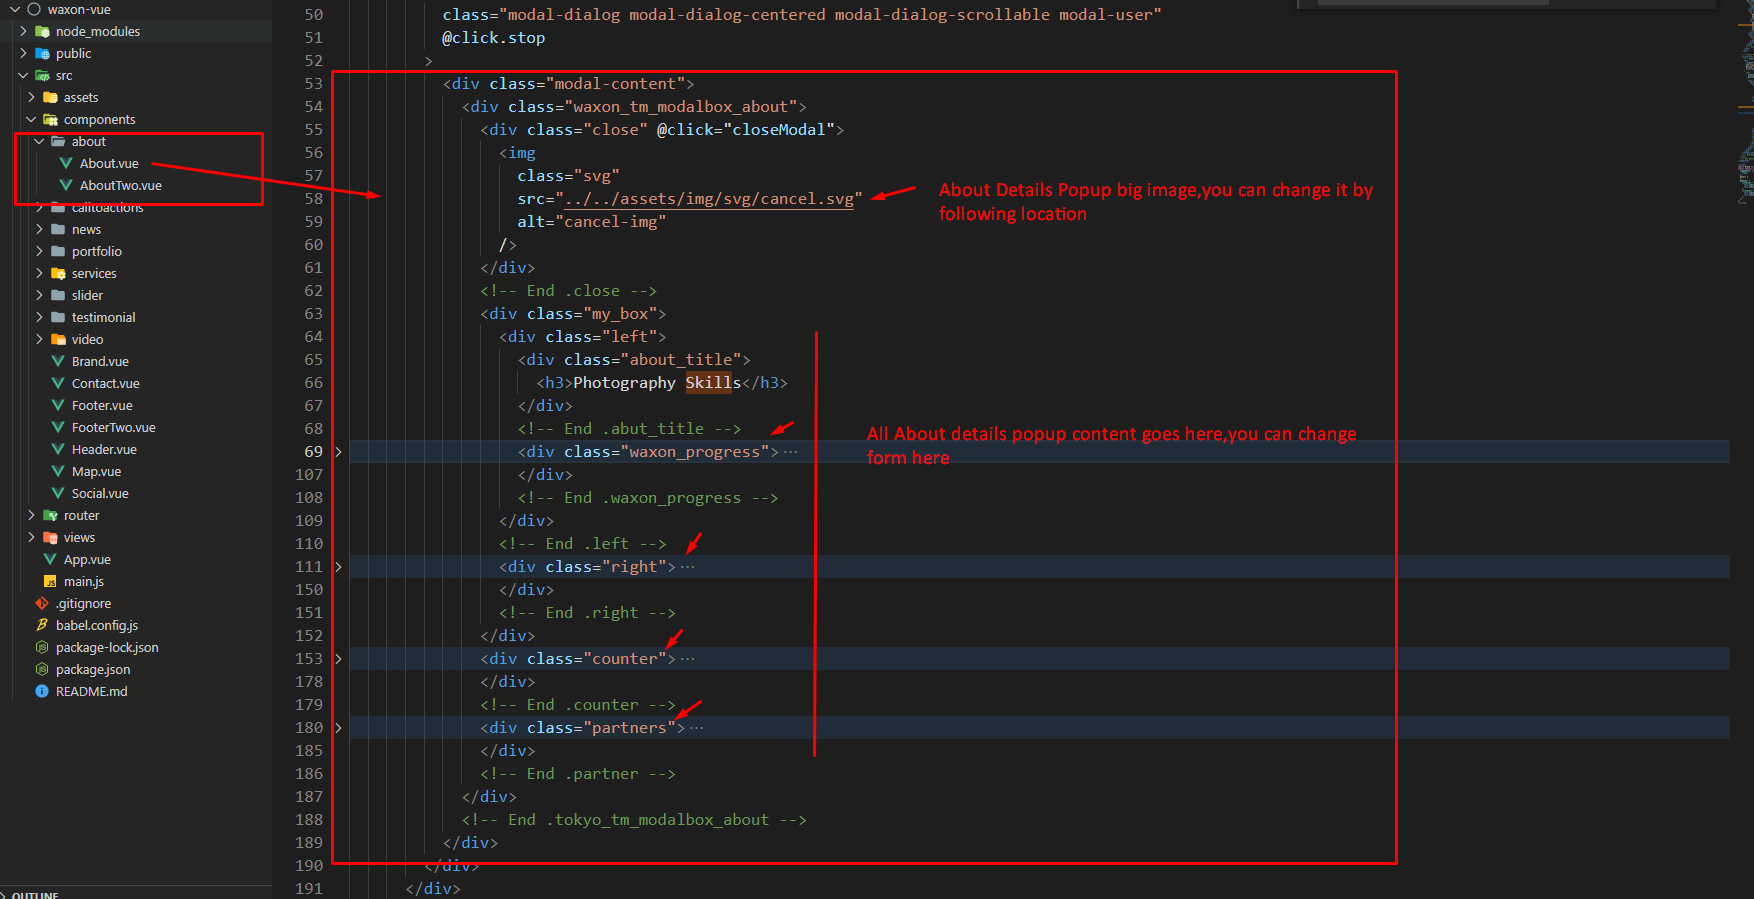 waxon-vue
node_modules
public
src
assets
components
about
About.vue
AboutTwo.vue
calltoactions
news
portfolio
services
slider
testimonial
video
Brand.vue
Contact.vue
Footer.vue
FooterTwo.vue
Header.vue
Map.vue
Social.vue
router
views
App.vue
main.js
.gitignore
babel.config.js
package-lock.json
package.json
README.md
OUTLINE
50 class="modal-dialog modal-dialog-centered modal-dialog-scrollable modal-user"
51 @click.stop
52 >
53 <div class="modal-content">
54 <div class="waxon_tm_modalbox_about">
55 <div class="close" @click="closeModal">
56 <img
57 class="svg"
58 src="../../assets/img/svg/cancel.svg"
59 alt="cancel-img"
60 />
61 </div>
62 <!-- End .close -->
63 <div class="my_box">
64 <div class="left">
65 <div class="about_title">
66 <h3>Photography Skills</h3>
67 </div>
68 <!-- End .abut_title -->
69 <div class="waxon_progress">···
107 </div>
108 <!-- End .waxon_progress -->
109 </div>
110 <!-- End .left -->
111 <div class="right">···
150 </div>
151 <!-- End .right -->
152 </div>
153 <div class="counter">···
178 </div>
179 <!-- End .counter -->
180 <div class="partners">···
185 </div>
186 <!-- End .partner -->
187 </div>
188 <!-- End .tokyo_tm_modalbox_about -->
189 </div>
190 </div>
191 </div>
About Details Popup big image,you can change it by
following location
All About details popup content goes here,you can change
form here